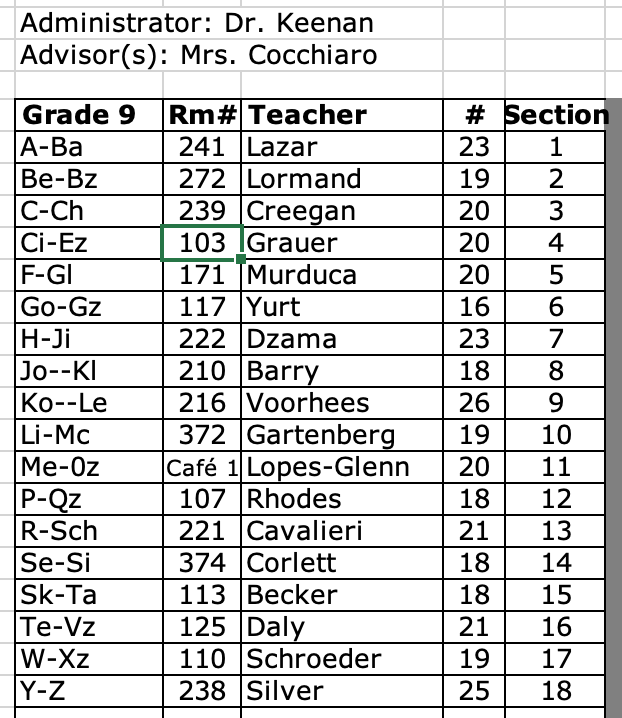 Administrator: Dr. Keenan
Advisor(s): Mrs. Cocchiaro
Grade 9 Rm# Teacher # Section
A-Ba 241 Lazar 23 1
Be-Bz 272 Lormand 19 2
C-Ch 239 Creegan 20 3
Ci-Ez 103 Grauer 20 4
F-Gl 171 Murduca 20 5
Go-Gz 117 Yurt 16 6
H-Ji 222 Dzama 23 7
Jo--Kl 210 Barry 18 8
Ko--Le 216 Voorhees 26 9
Li-Mc 372 Gartenberg 19 10
Me-0z Café 1 Lopes-Glenn 20 11
P-Qz 107 Rhodes 18 12
R-Sch 221 Cavalieri 21 13
Se-Si 374 Corlett 18 14
Sk-Ta 113 Becker 18 15
Te-Vz 125 Daly 21 16
W-Xz 110 Schroeder 19 17
Y-Z 238 Silver 25 18